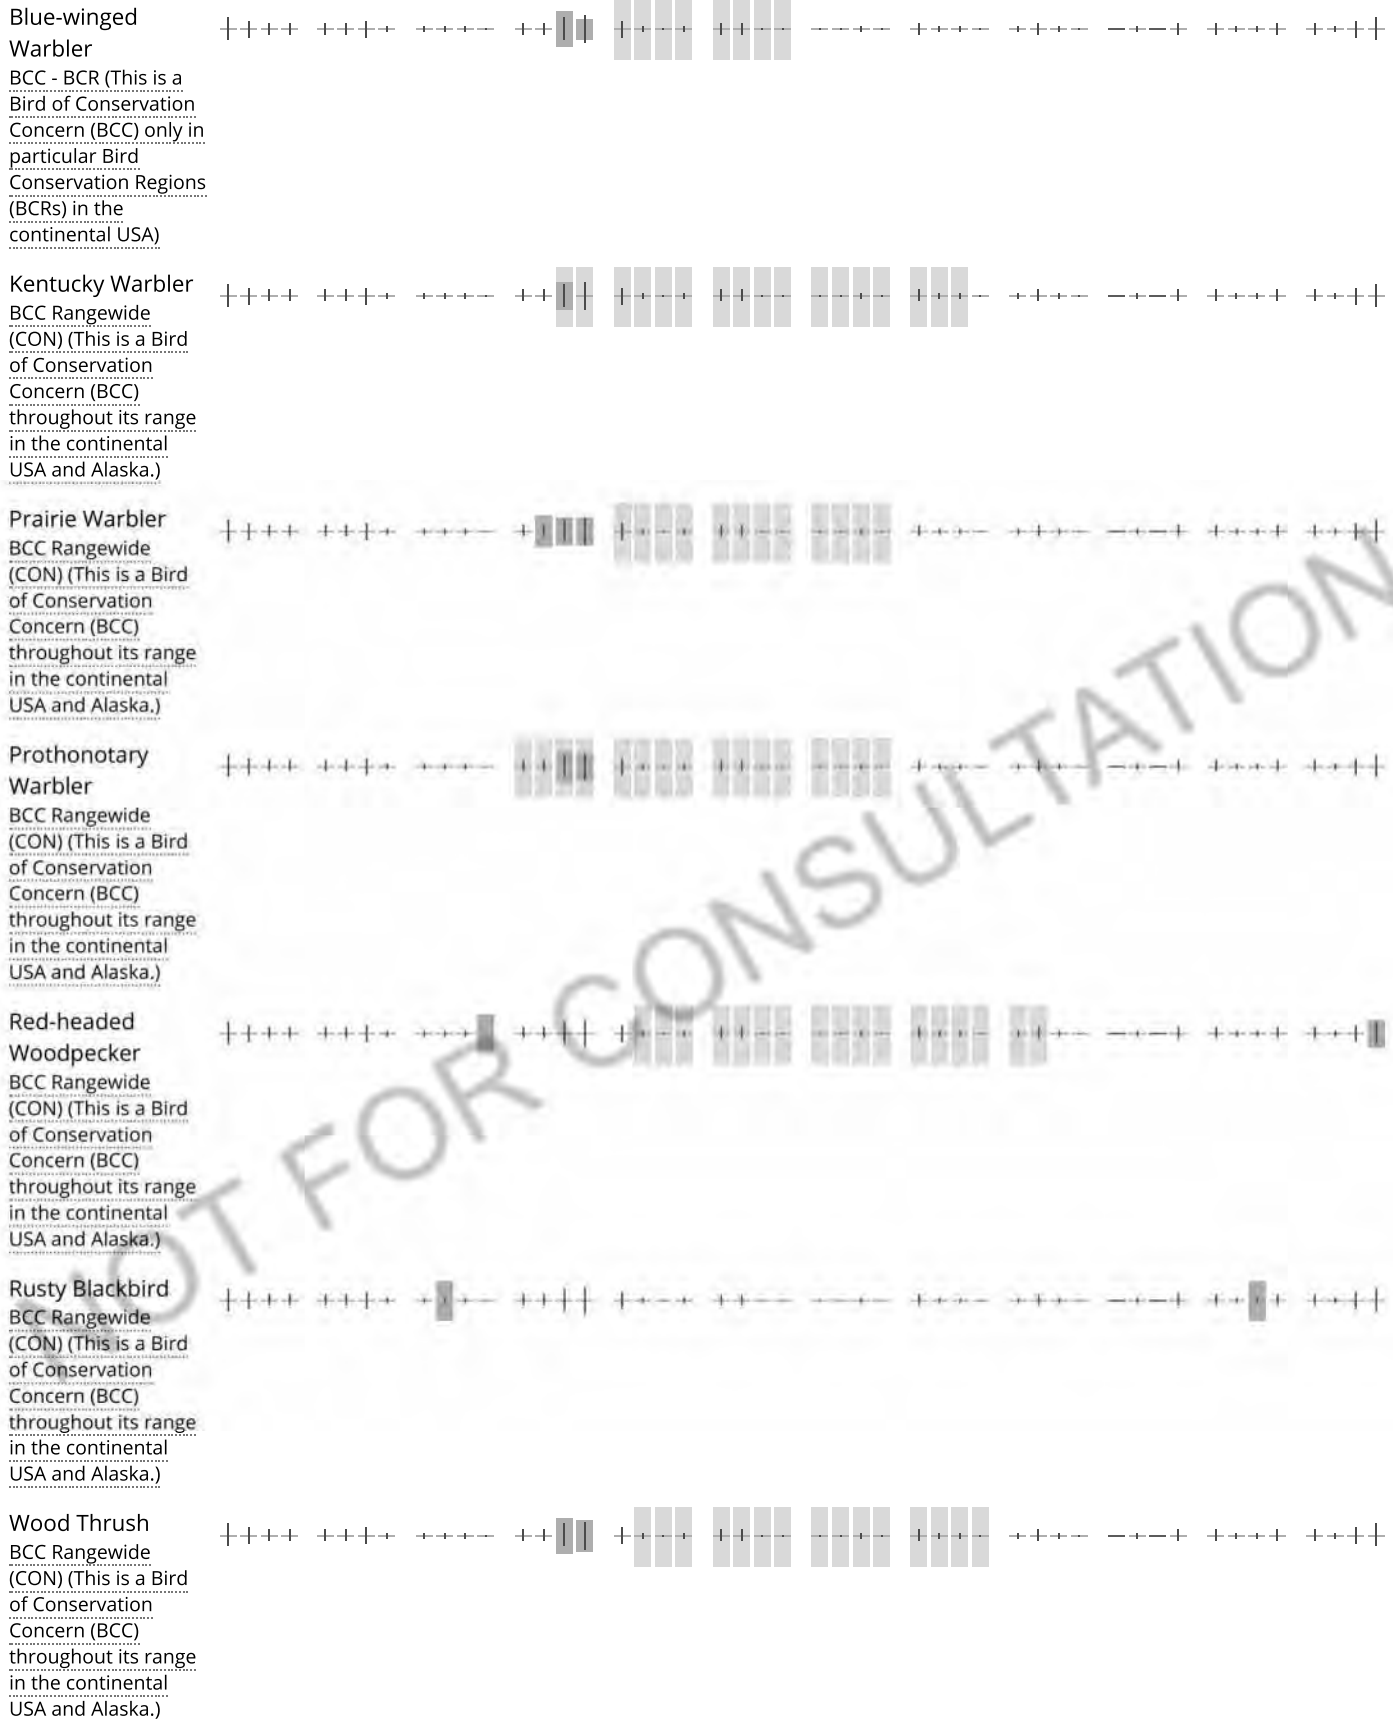 Blue-winged
Warbler
BCC - BCR (This is a
Bird of Conservation
Concern (BCC) only in
particular Bird
Conservation Regions
(BCRs) in the
continental USA)
Kentucky Warbler
BCC Rangewide
(CON) (This is a Bird
of Conservation
Concern (BCC)
throughout its range
in the continental
USA and Alaska.)
Prairie Warbler
BCC Rangewide
(CON) (This is a Bird
of Conservation
Concern (BCC)
throughout its range
in the continental
USA and Alaska.)
Prothonotary
Warbler
BCC Rangewide
(CON) (This is a Bird
of Conservation
Concern (BCC)
throughout its range
in the continental
USA and Alaska.)
Red-headed
Woodpecker
BCC Rangewide
(CON) (This is a Bird
of Conservation
Concern (BCC)
throughout its range
in the continental
USA and Alaska.)
Rusty Blackbird
BCC Rangewide
(CON) (This is a Bird
of Conservation
Concern (BCC)
throughout its range
in the continental
USA and Alaska.)
Wood Thrush
BCC Rangewide
(CON) (This is a Bird
of Conservation
Concern (BCC)
throughout its range
in the continental
USA and Alaska.)
NOT FOR CONSULTATION